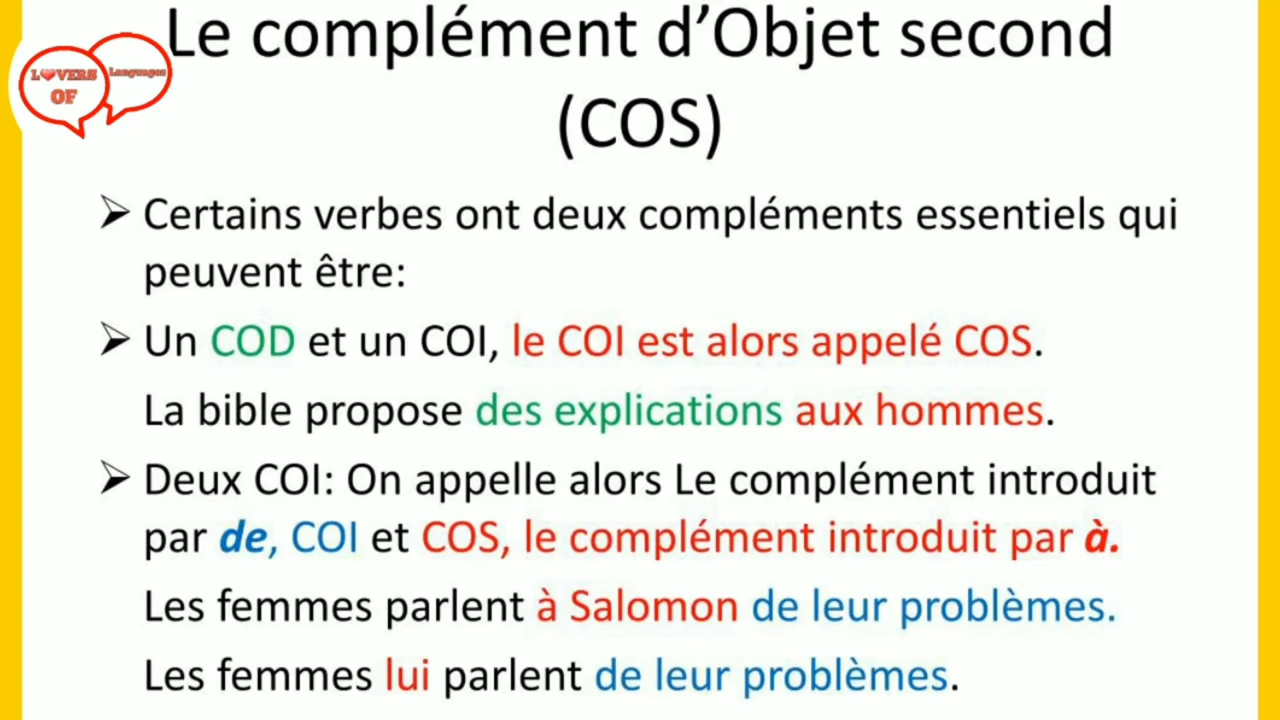 Le complément d’Objet second
(COS)
L❤VERS
OF
Languages
➢ Certains verbes ont deux compléments essentiels qui
peuvent être:
➢ Un COD et un COI, le COI est alors appelé COS.
La bible propose des explications aux hommes.
➢ Deux COI: On appelle alors Le complément introduit
par de, COI et COS, le complément introduit par à.
Les femmes parlent à Salomon de leur problèmes.
Les femmes lui parlent de leur problèmes.